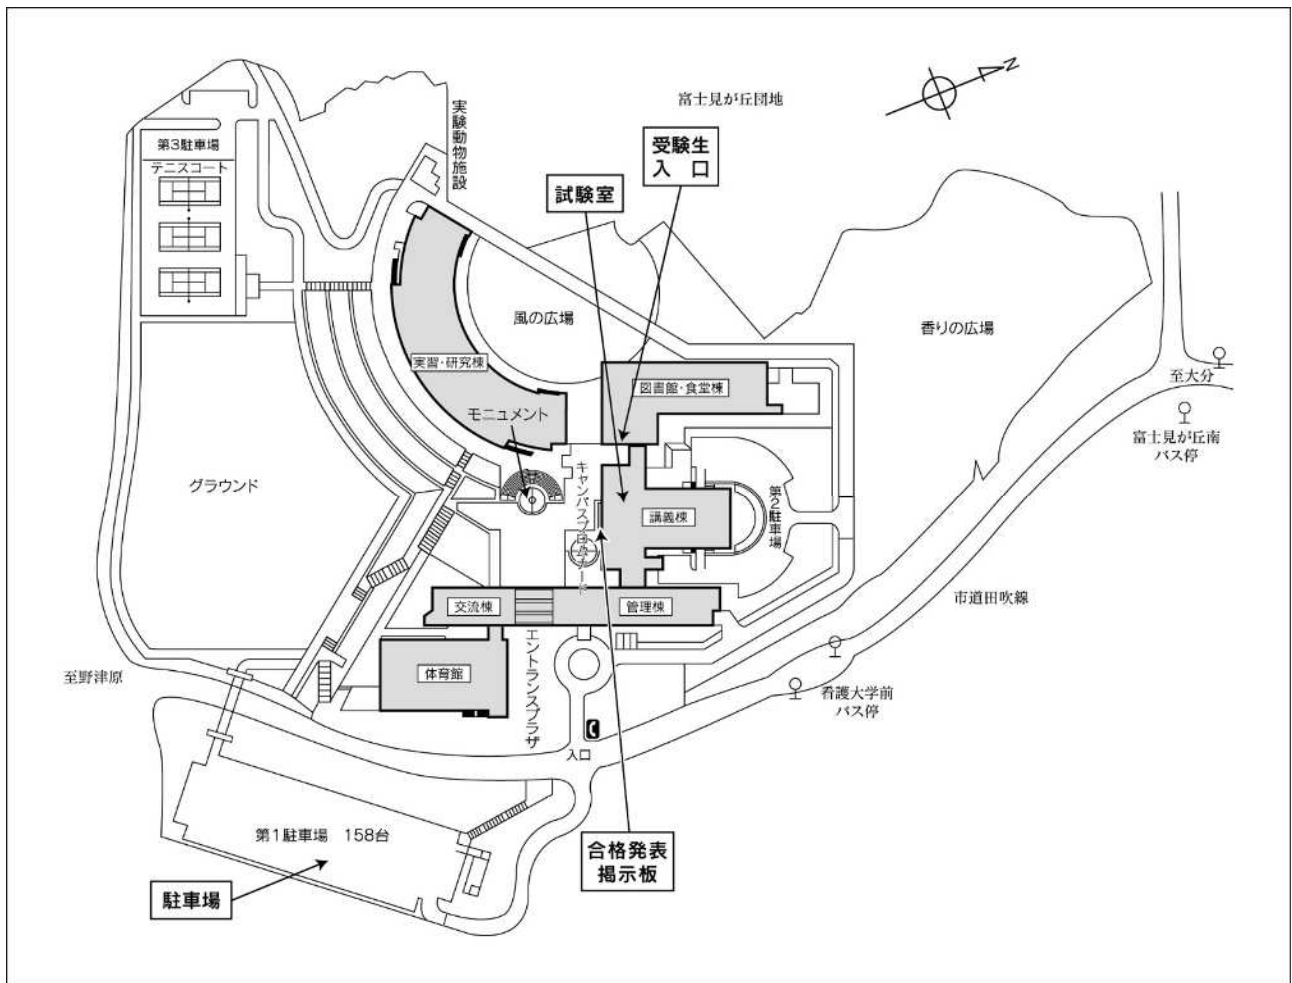 N
富士見が丘団地
実験動物施設
受験生
入口
第3駐車場
テニスコート
試験室
風の広場
香りの広場
実習・研究棟
図書館・食堂棟
至大分
モニュメント
富士見が丘南
バス停
グラウンド
キャンパスプロムナード
講義棟
第2駐車場
市道田吹線
交流棟
管理棟
エントランスプラザ
体育館
至野津原
看護大学前
バス停
入口
第1駐車場 158台
合格発表
掲示板
駐車場